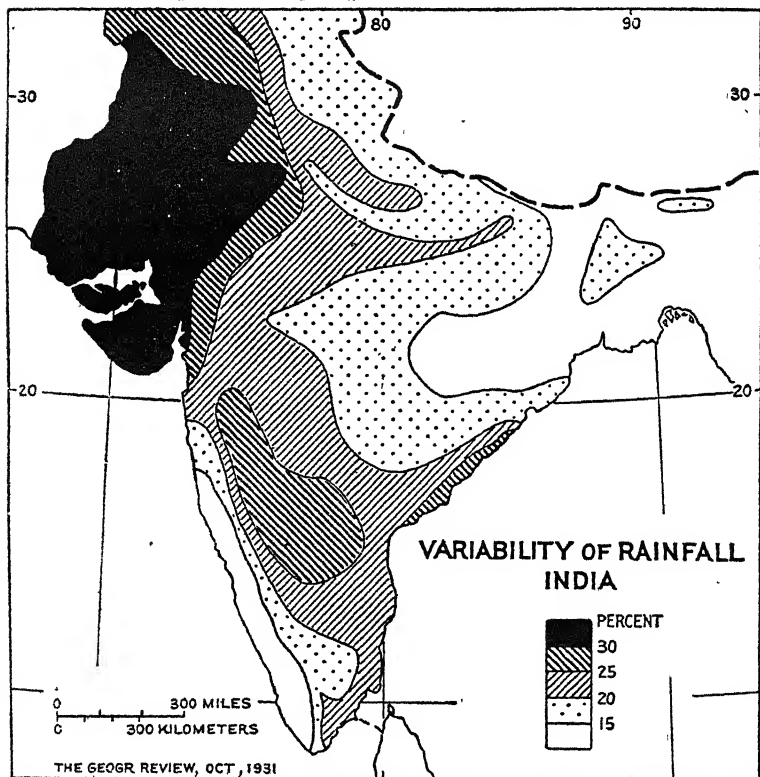 80 90
30 30
20 20
VARIABILITY OF RAINFALL
INDIA
PERCENT
30
25
20
15
0 300 MILES
0 300 KILOMETERS
THE GEOGR REVIEW, OCT, 1931